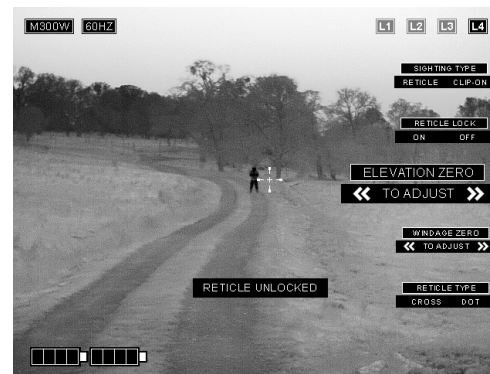 M300W 60HZ L1 L2 L3 L4
SIGHTING TYPE
RETICLE CLIP-ON
RETICLE LOCK
ON OFF
ELEVATION ZERO
TO ADJUST
WINDAGE ZERO
TO ADJUST
RETICLE UNLOCKED
RETICLE TYPE
CROSS DOT